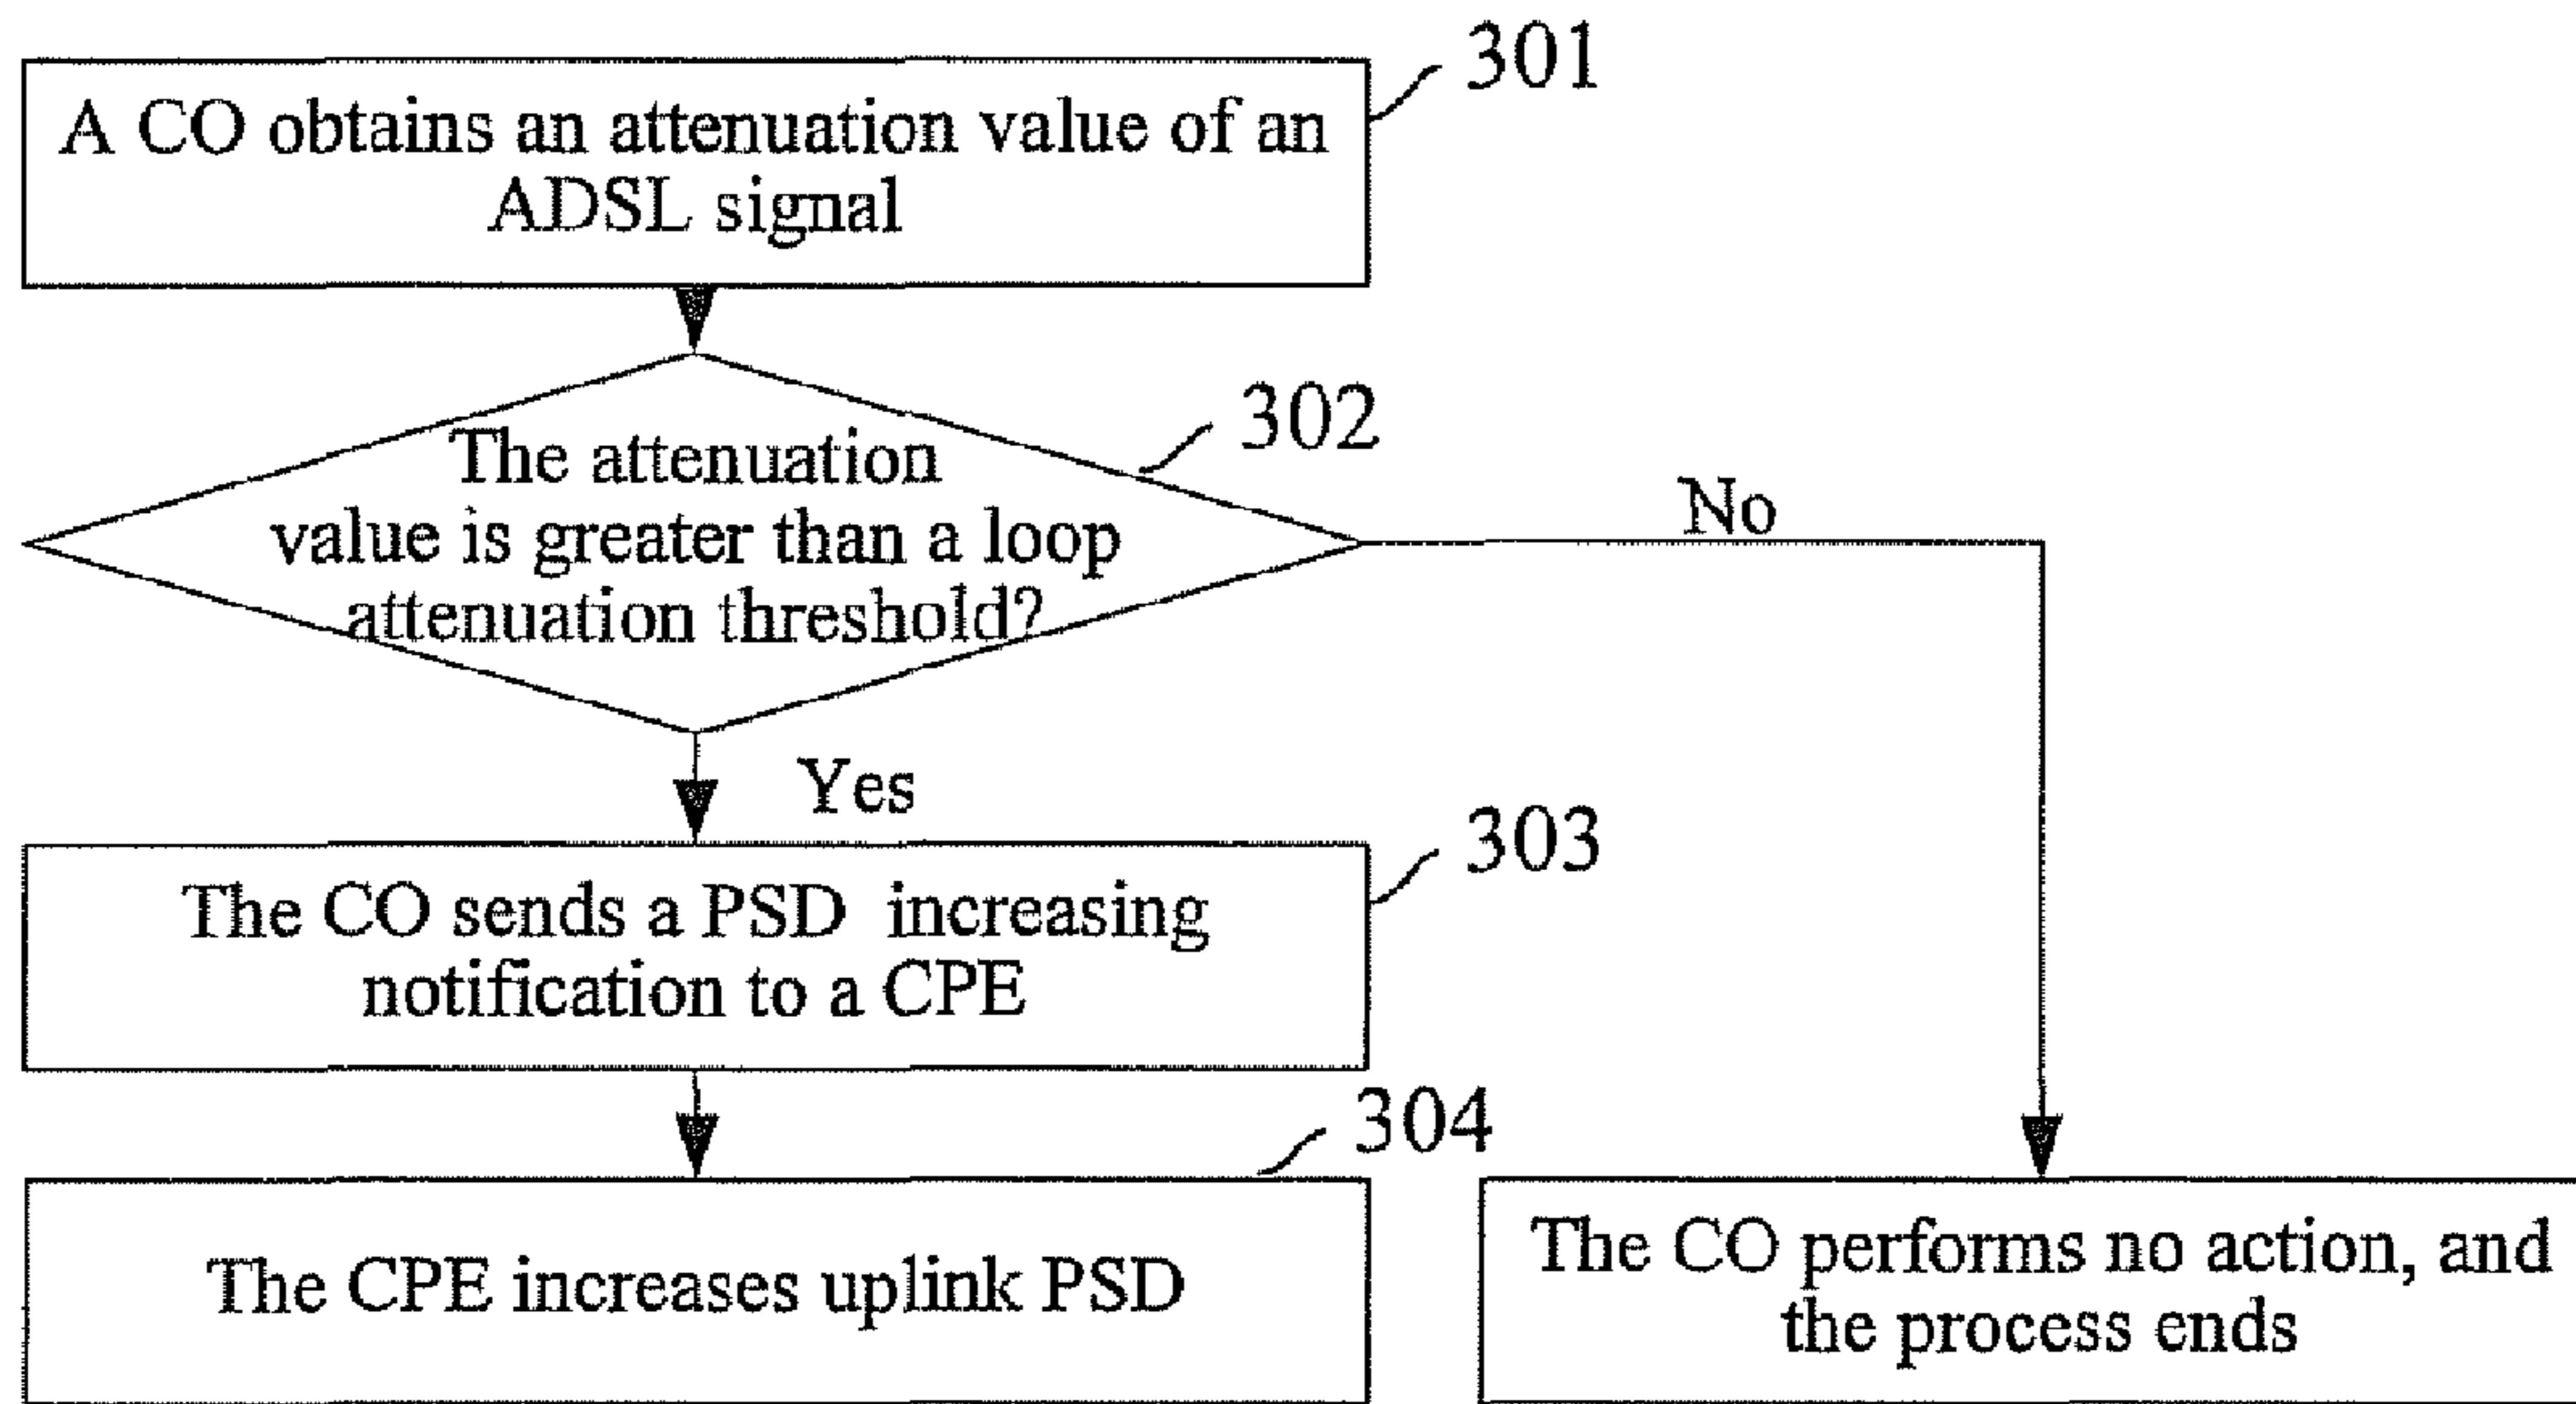 301
A CO obtains an attenuation value of an
ADSL signal
302
The attenuation
value is greater than a loop
attenuation threshold?
No
Yes
303
The CO sends a PSD increasing
notification to a CPE
304
The CPE increases uplink PSD
The CO performs no action, and
the process ends